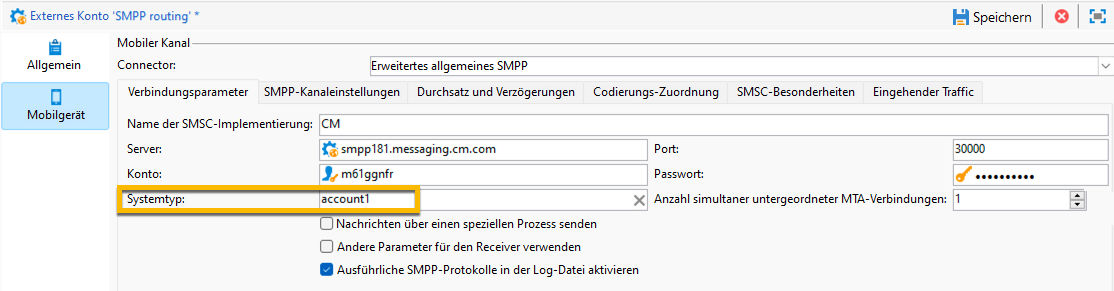 Externes Konto 'SMPP routing' *
Speichern
Allgemein
Mobilgerät
Mobiler Kanal
Connector: Erweitertes allgemeines SMPP
Verbindungsparameter SMPP-Kanaleinstellungen Durchsatz und Verzögerungen Codierungs-Zuordnung SMSC-Besonderheiten Eingehender Traffic
Name der SMSC-Implementierung: CM
Server: smpp181.messaging.cm.com Port: 30000
Konto: m61ggnfr Passwort: ••••••••••
Systemtyp: account1 Anzahl simultaner untergeordneter MTA-Verbindungen: 1
Nachrichten über einen speziellen Prozess senden
Andere Parameter für den Receiver verwenden
Ausführliche SMPP-Protokolle in der Log-Datei aktivieren